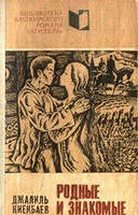 БИБЛИОТЕКА
БАШКИРСКОГО
РОМАНА
«АГИДЕЛЬ»
ДЖАЛИЛЬ
КИЕКБАЕВ
РОДНЫЕ
И ЗНАКОМЫЕ